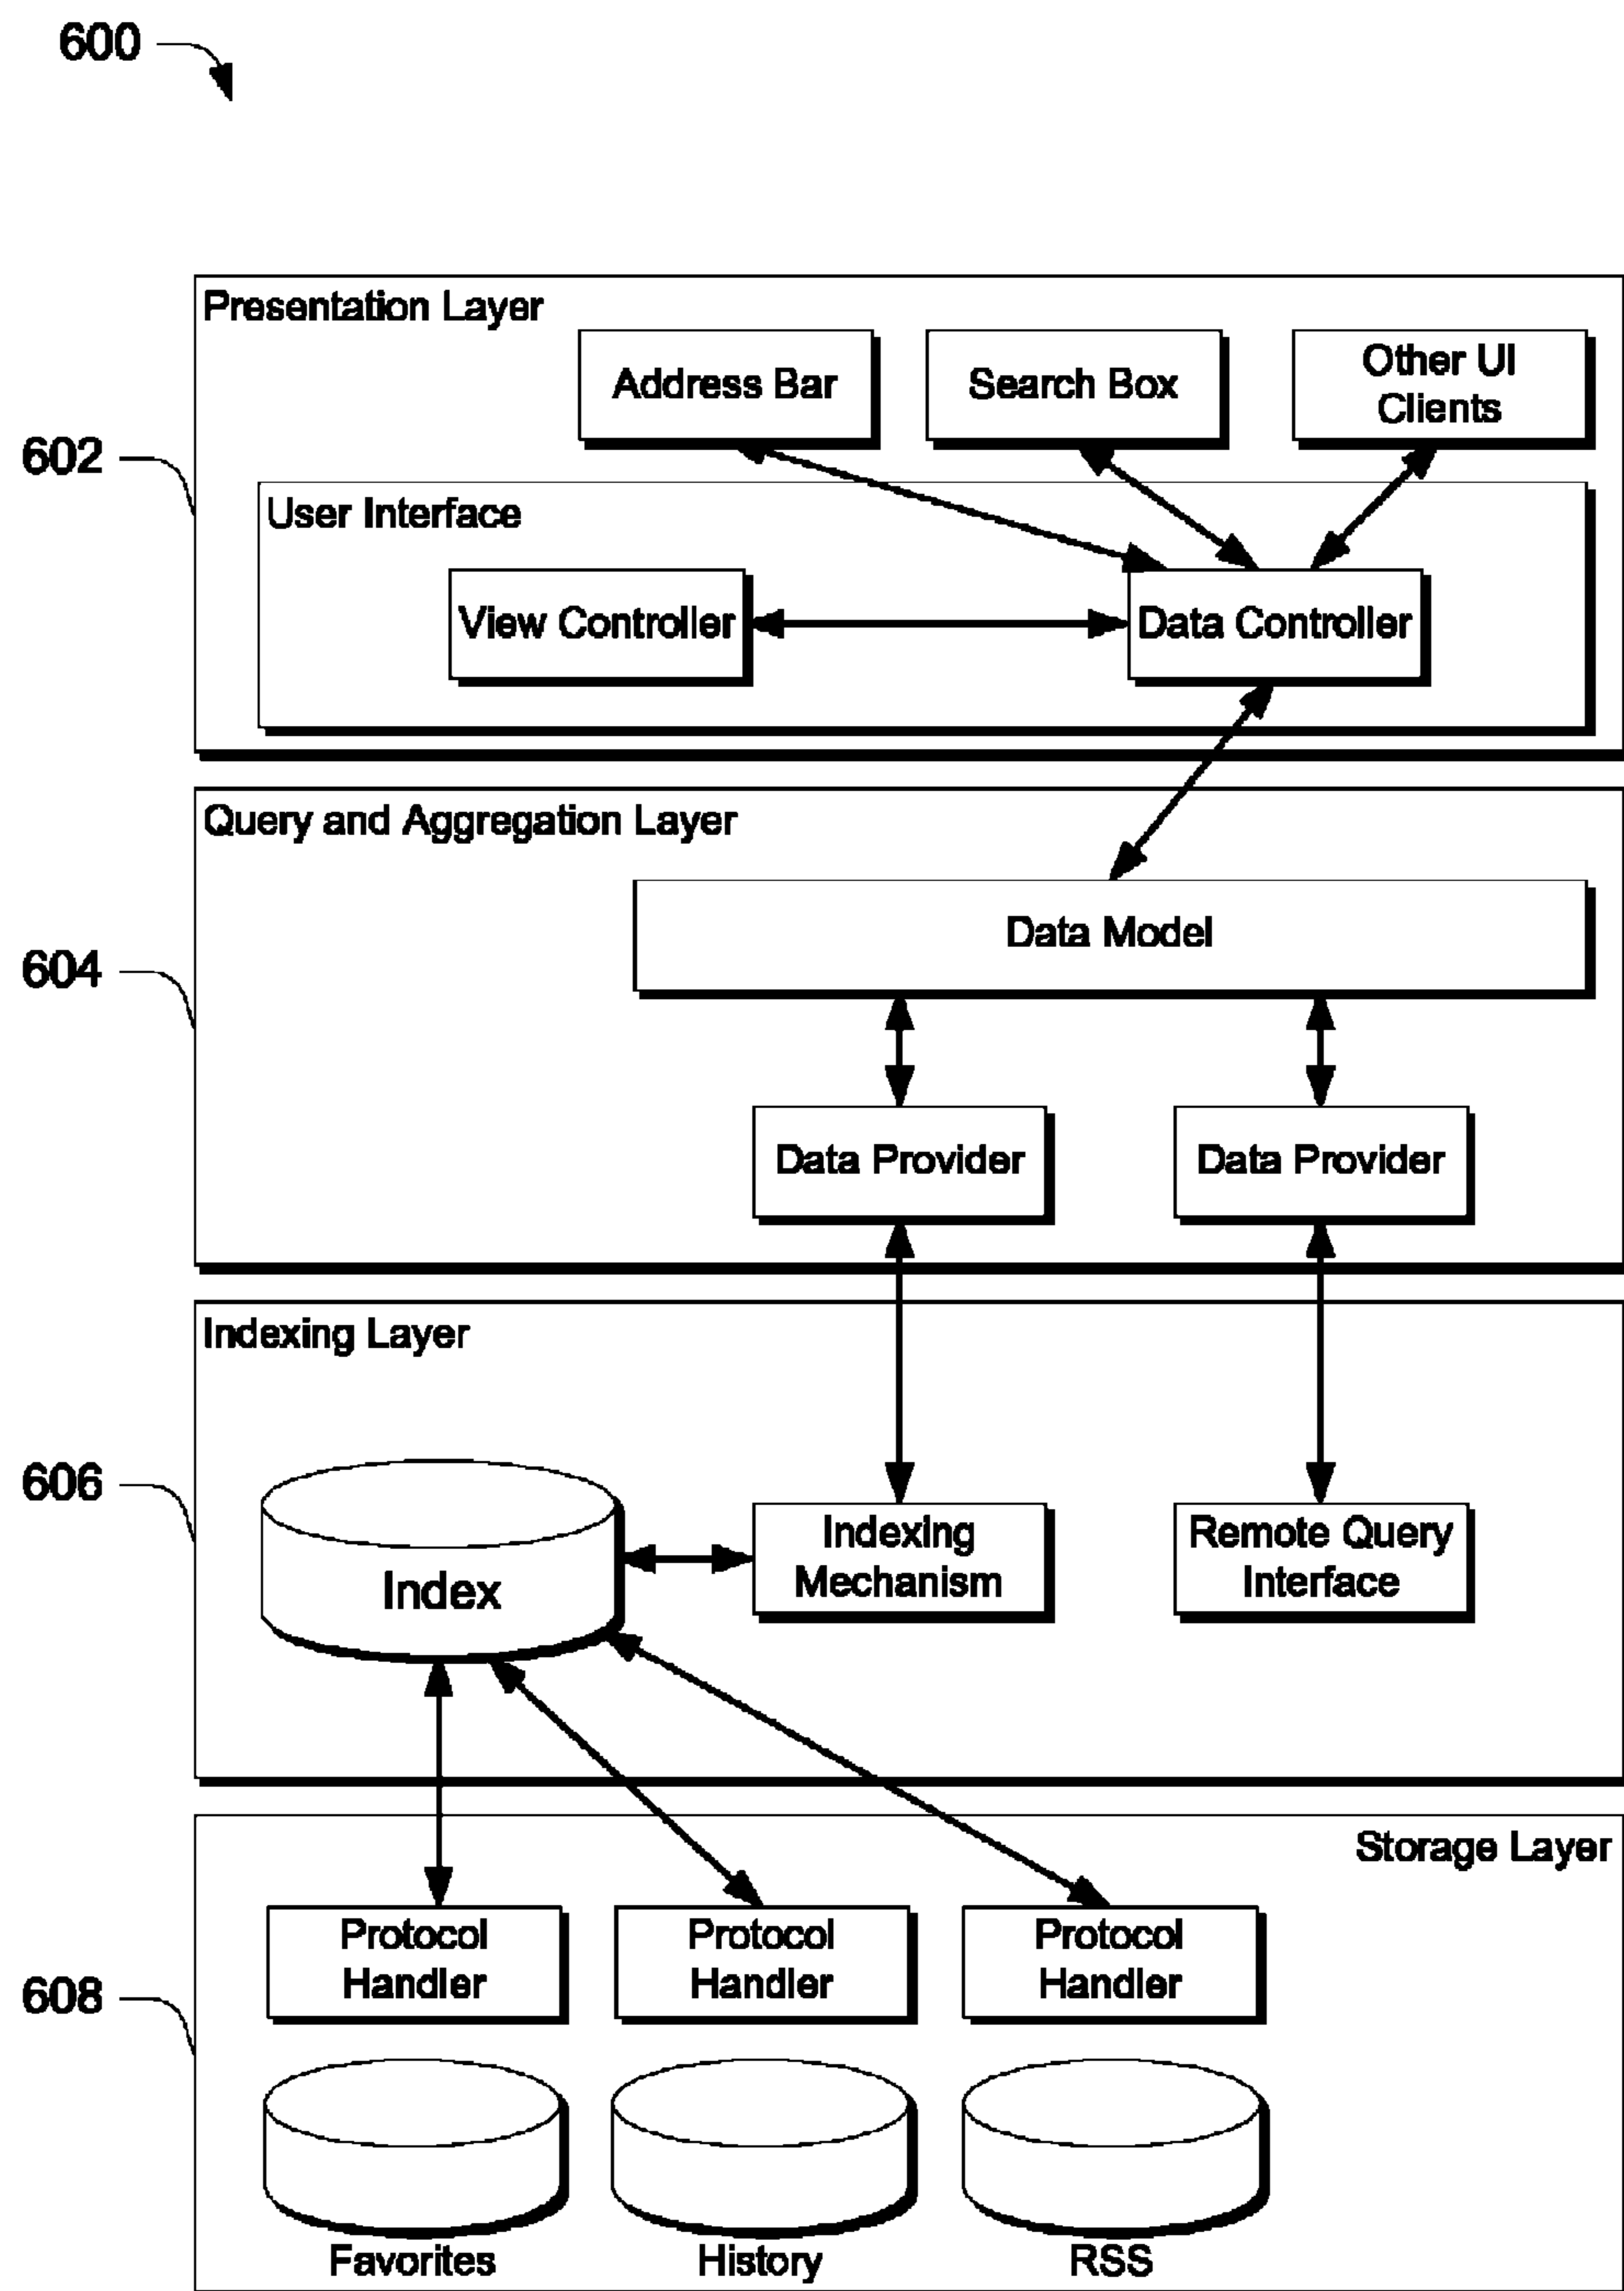 600
Presentation Layer
Address Bar
Search Box
Other UI
Clients
602
User Interface
View Controller
Data Controller
Query and Aggregation Layer
Data Model
604
Data Provider
Data Provider
Indexing Layer
606
Index
Indexing
Mechanism
Remote Query
Interface
Storage Layer
Protocol
Handler
Protocol
Handler
Protocol
Handler
608
Favorites
History
RSS